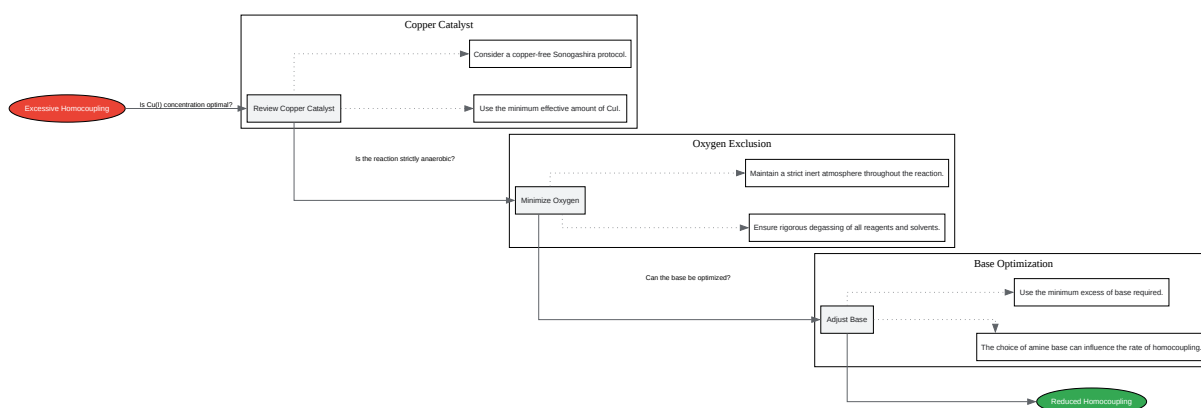 Copper Catalyst
Consider a copper-free Sonogashira protocol.
Excessive Homocoupling
Is Cu(I) concentration optimal?
Review Copper Catalyst
Use the minimum effective amount of CuI.
Oxygen Exclusion
Is the reaction strictly anaerobic?
Maintain a strict inert atmosphere throughout the reaction.
Minimize Oxygen
Ensure rigorous degassing of all reagents and solvents.
Base Optimization
Can the base be optimized?
Use the minimum excess of base required.
Adjust Base
The choice of amine base can influence the rate of homocoupling.
Reduced Homocoupling